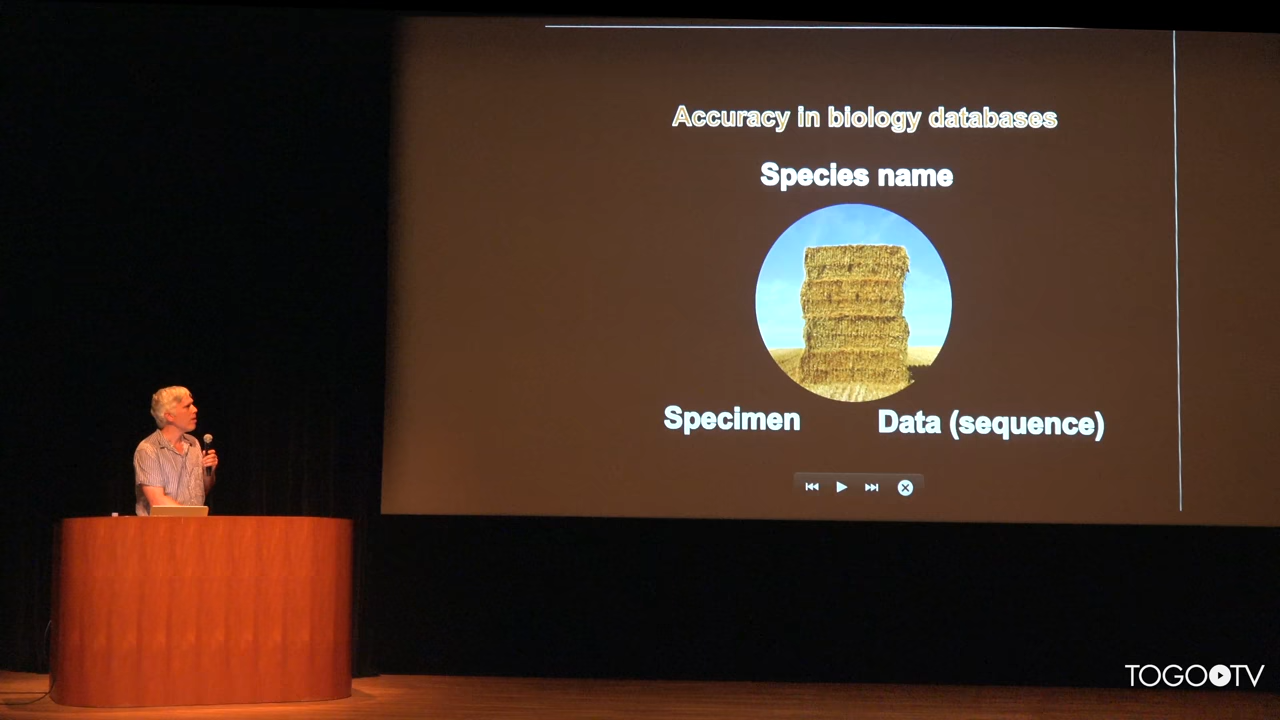 Accuracy in biology databases
Species name
Specimen
Data (sequence)
TOGOTV